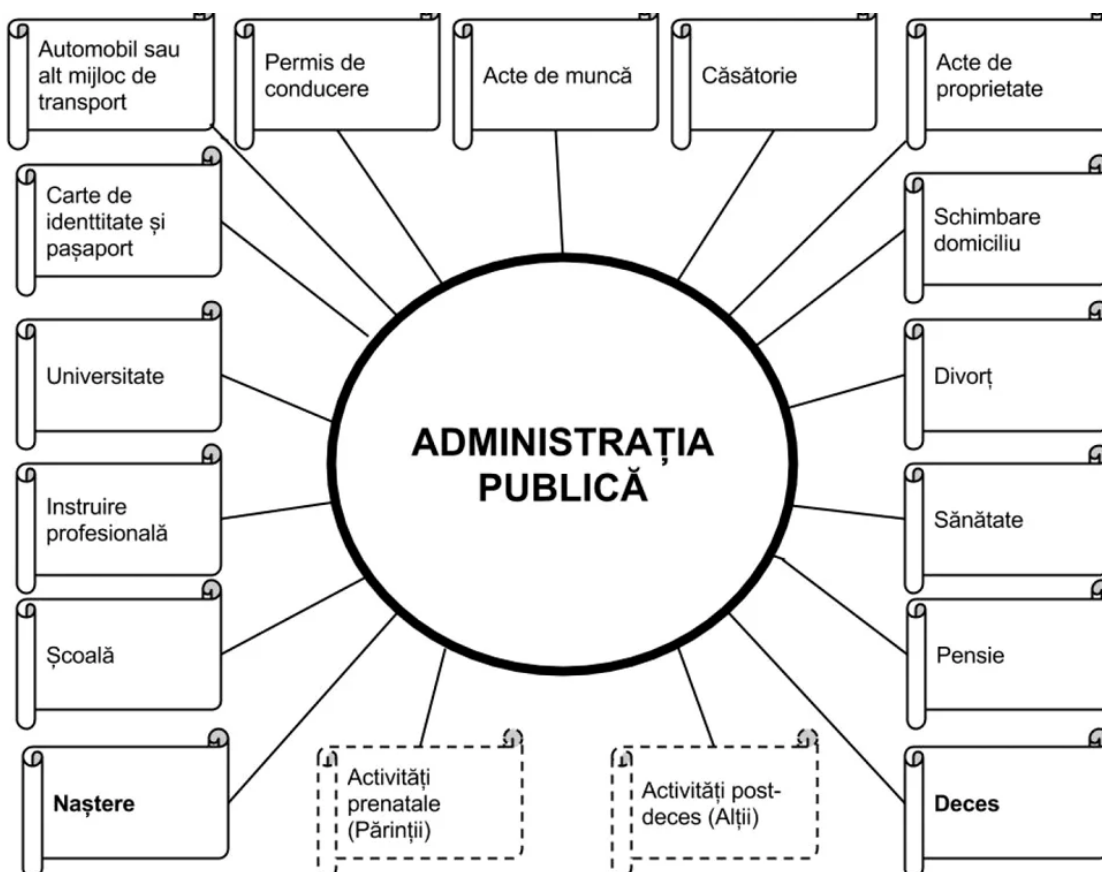 Automobil sau
alt mijloc de
transport
Permis de
conducere
Acte de muncă
Căsătorie
Acte de
proprietate
Carte de
identtitate și
pașaport
Schimbare
domiciliu
Universitate
Divorț
ADMINISTRAȚIA
PUBLICĂ
Instruire
profesională
Sănătate
Școală
Pensie
Naștere
Activități
prenatale
(Părinții)
Activități post-
deces (Alții)
Deces